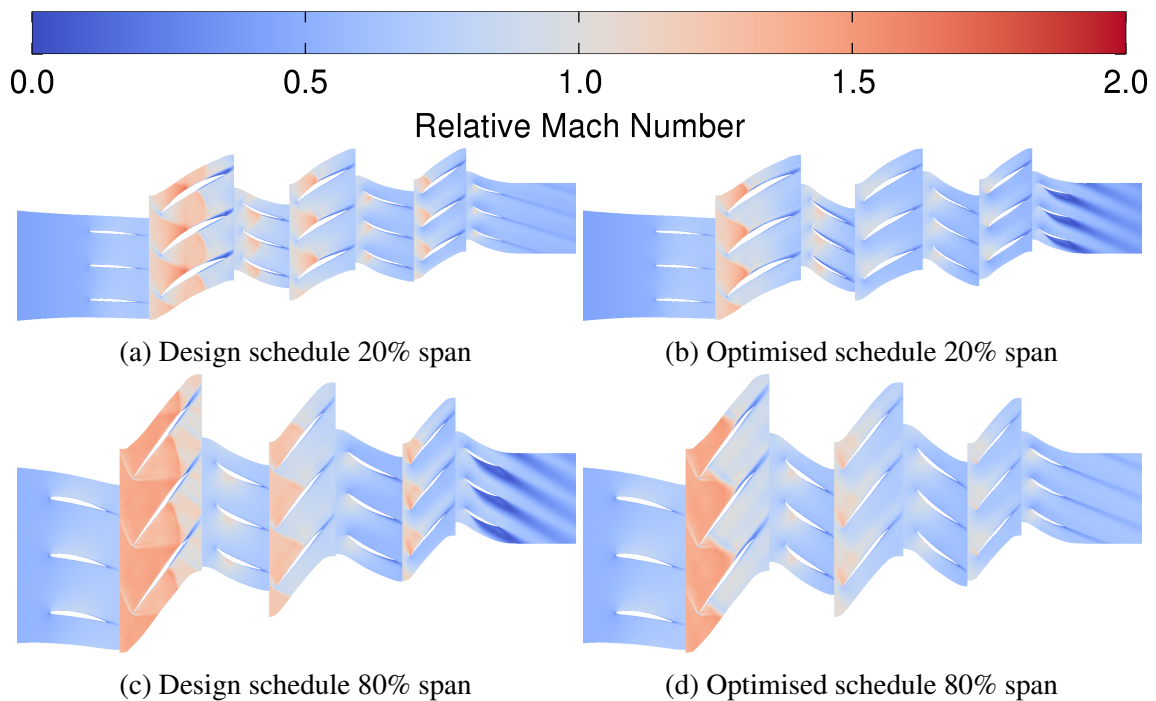 0.0 0.5 1.0 1.5 2.0
Relative Mach Number
(a) Design schedule 20% span
(b) Optimised schedule 20% span
(c) Design schedule 80% span
(d) Optimised schedule 80% span